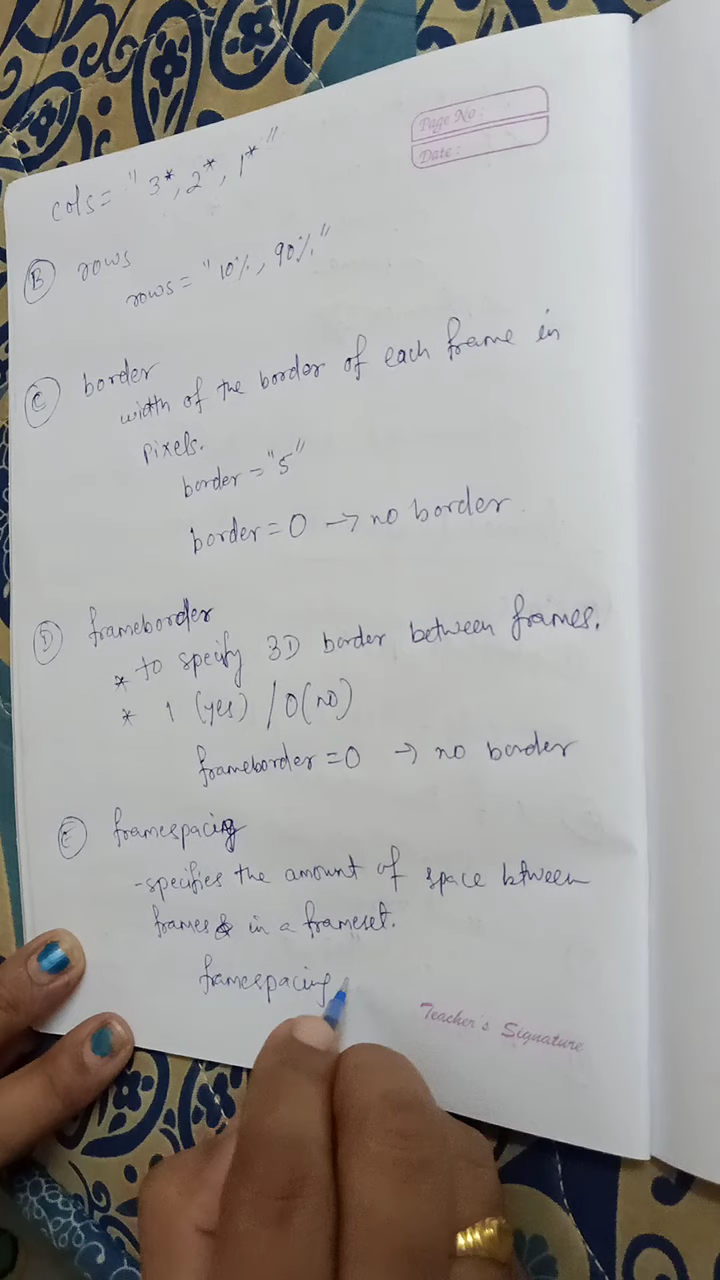 Page No :
Date :
cols = " 3*, 2*, 1* "
(B) rows
rows = "10%, 90%"
(C) border
width of the border of each frame in
pixels.
border = "5"
border = 0 → no border
(D) frameborder
* to specify 3D border between frames.
* 1 (yes) / 0 (no)
frameborder = 0 → no border
(E) framespacing
- specifies the amount of space between
frames in a frameset.
framespacing
Teacher's Signature